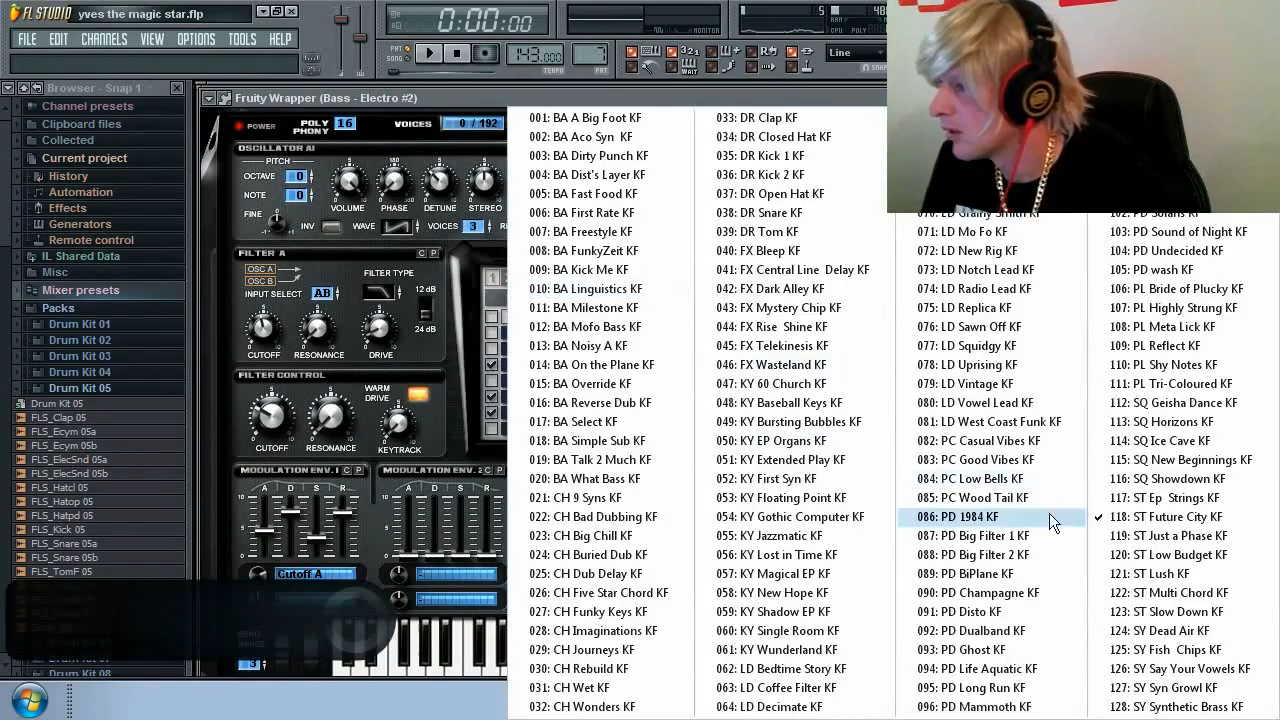 FL STUDIO yves the magic star.flp
FILE EDIT CHANNELS TOOLS HELP
0:00:00
MONITOR
PAT
SONG
143.000
TEMPO
PAT
WAIT
Line
SNAP
Browser - Snap 1
Channel presets
Clipboard files
Collected
Current project
History
Automation
Effects
Generators
Remote control
IL Shared Data
Misc
Mixer presets
Packs
Drum Kit 01
Drum Kit 02
Drum Kit 03
Drum Kit 04
Drum Kit 05
Drum Kit 05
FLS_Clap 05
FLS_Ecym 05a
FLS_Ecym 05b
FLS_ElecSnd 05a
FLS_ElecSnd 05b
FLS_Hatcl 05
FLS_Hatop 05
FLS_Hatpd 05
FLS_Kick 05
FLS_Snare 05a
FLS_Snare 05b
FLS_TomF 05
Fruity Wrapper (Bass - Electro #2)
POWER POLY PHONY 16 VOICES 0 / 192
OSCILLATOR A1
PITCH
OCTAVE 0
NOTE 0
FINE
VOLUME PHASE DETUNE STEREO
INV WAVE VOICES 3
FILTER A C P
OSC A
OSC B
INPUT SELECT AB
FILTER TYPE
12 dB
24 dB
CUTOFF RESONANCE DRIVE
FILTER CONTROL
WARM DRIVE
CUTOFF RESONANCE KEYTRACK
MODULATION ENV. 1 C P
MODULATION ENV. 2 C P
A D S R
Cutoff A
3
001: BA A Big Foot KF
002: BA Aco Syn KF
003: BA Dirty Punch KF
004: BA Dist's Layer KF
005: BA Fast Food KF
006: BA First Rate KF
007: BA Freestyle KF
008: BA FunkyZeit KF
009: BA Kick Me KF
010: BA Linguistics KF
011: BA Milestone KF
012: BA Mofo Bass KF
013: BA Noisy A KF
014: BA On the Plane KF
015: BA Override KF
016: BA Reverse Dub KF
017: BA Select KF
018: BA Simple Sub KF
019: BA Talk 2 Much KF
020: BA What Bass KF
021: CH 9 Syns KF
022: CH Bad Dubbing KF
023: CH Big Chill KF
024: CH Buried Dub KF
025: CH Dub Delay KF
026: CH Five Star Chord KF
027: CH Funky Keys KF
028: CH Imaginations KF
029: CH Journeys KF
030: CH Rebuild KF
031: CH Wet KF
032: CH Wonders KF
033: DR Clap KF
034: DR Closed Hat KF
035: DR Kick 1 KF
036: DR Kick 2 KF
037: DR Open Hat KF
038: DR Snare KF
039: DR Tom KF
040: FX Bleep KF
041: FX Central Line Delay KF
042: FX Dark Alley KF
043: FX Mystery Chip KF
044: FX Rise Shine KF
045: FX Telekinesis KF
046: FX Wasteland KF
047: KY 60 Church KF
048: KY Baseball Keys KF
049: KY Bursting Bubbles KF
050: KY EP Organs KF
051: KY Extended Play KF
052: KY First Syn KF
053: KY Floating Point KF
054: KY Gothic Computer KF
055: KY Jazzmatic KF
056: KY Lost in Time KF
057: KY Magical EP KF
058: KY New Hope KF
059: KY Shadow EP KF
060: KY Single Room KF
061: KY Wunderland KF
062: LD Bedtime Story KF
063: LD Coffee Filter KF
064: LD Decimate KF
070: LD Grainy Smith KF
071: LD Mo Fo KF
072: LD New Rig KF
073: LD Notch Lead KF
074: LD Radio Lead KF
075: LD Replica KF
076: LD Sawn Off KF
077: LD Squidgy KF
078: LD Uprising KF
079: LD Vintage KF
080: LD Vowel Lead KF
081: LD West Coast Funk KF
082: PC Casual Vibes KF
083: PC Good Vibes KF
084: PC Low Bells KF
085: PC Wood Tail KF
086: PD 1984 KF
087: PD Big Filter 1 KF
088: PD Big Filter 2 KF
089: PD BiPlane KF
090: PD Champagne KF
091: PD Disto KF
092: PD Dualband KF
093: PD Ghost KF
094: PD Life Aquatic KF
095: PD Long Run KF
096: PD Mammoth KF
102: PD Solaris KF
103: PD Sound of Night KF
104: PD Undecided KF
105: PD wash KF
106: PL Bride of Plucky KF
107: PL Highly Strung KF
108: PL Meta Lick KF
109: PL Reflect KF
110: PL Shy Notes KF
111: PL Tri-Coloured KF
112: SQ Geisha Dance KF
113: SQ Horizons KF
114: SQ Ice Cave KF
115: SQ New Beginnings KF
116: SQ Showdown KF
117: ST Ep Strings KF
118: ST Future City KF
119: ST Just a Phase KF
120: ST Low Budget KF
121: ST Lush KF
122: ST Multi Chord KF
123: ST Slow Down KF
124: SY Dead Air KF
125: SY Fish Chips KF
126: SY Say Your Vowels KF
127: SY Syn Growl KF
128: SY Synthetic Brass KF